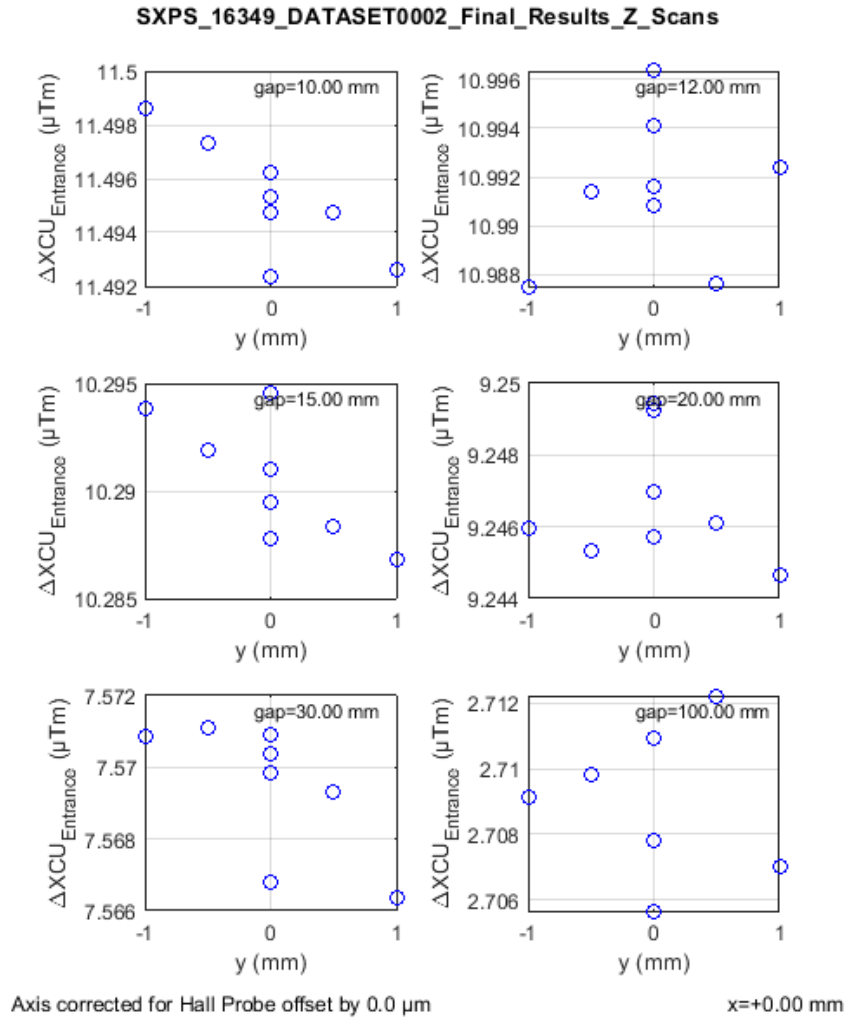 SXPS_16349_DATASET0002_Final_Results_Z_Scans
ΔXCU_Entrance (µTm)
11.5
11.498
11.496
11.494
11.492
gap=10.00 mm
-1 0 1
y (mm)
ΔXCU_Entrance (µTm)
10.996
10.994
10.992
10.99
10.988
gap=12.00 mm
-1 0 1
y (mm)
ΔXCU_Entrance (µTm)
10.295
10.29
10.285
gap=15.00 mm
-1 0 1
y (mm)
ΔXCU_Entrance (µTm)
9.25
9.248
9.246
9.244
gap=20.00 mm
-1 0 1
y (mm)
ΔXCU_Entrance (µTm)
7.572
7.57
7.568
7.566
gap=30.00 mm
-1 0 1
y (mm)
ΔXCU_Entrance (µTm)
2.712
2.71
2.708
2.706
gap=100.00 mm
-1 0 1
y (mm)
Axis corrected for Hall Probe offset by 0.0 µm
x=+0.00 mm